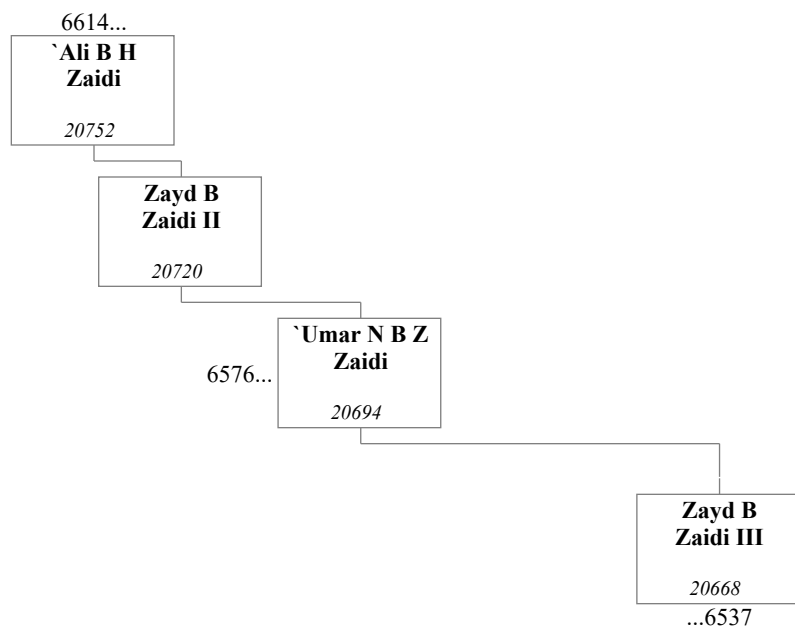 6614...
`Ali B H
Zaidi
20752
Zayd B
Zaidi II
20720
`Umar N B Z
Zaidi
6576...
20694
Zayd B
Zaidi III
20668
...6537